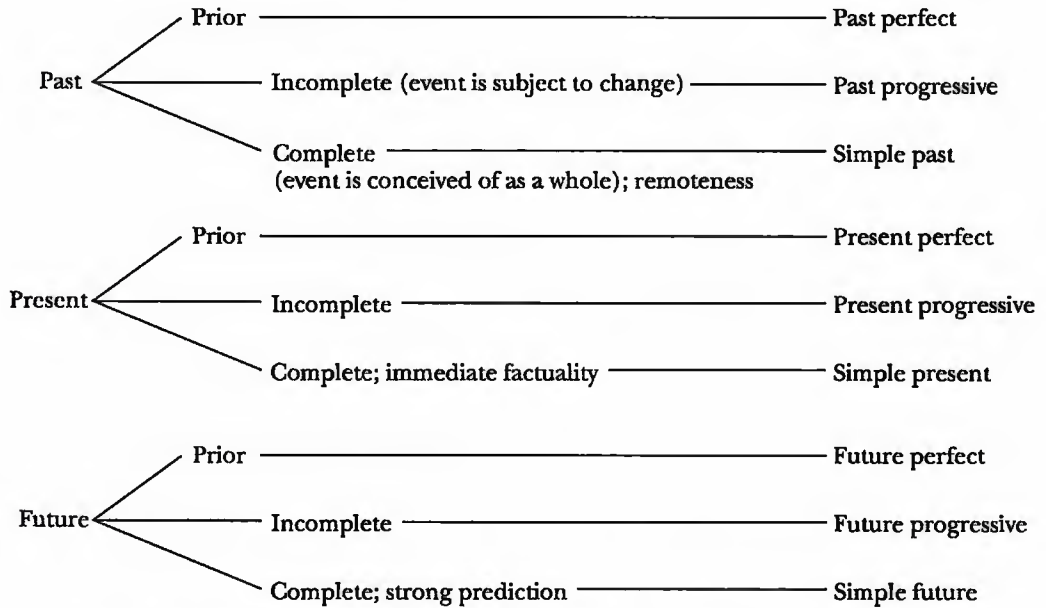 Prior Past perfect
Past Incomplete (event is subject to change) Past progressive
Complete Simple past
(event is conceived of as a whole); remoteness
Prior Present perfect
Present Incomplete Present progressive
Complete; immediate factuality Simple present
Prior Future perfect
Future Incomplete Future progressive
Complete; strong prediction Simple future